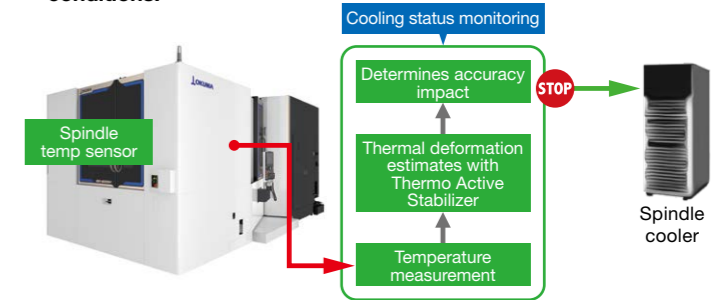 conditions.
Cooling status monitoring
OKUMA
Spindle
temp sensor
Determines accuracy
impact
STOP
Thermal deformation
estimates with
Thermo Active
Stabilizer
Temperature
measurement
Spindle
cooler